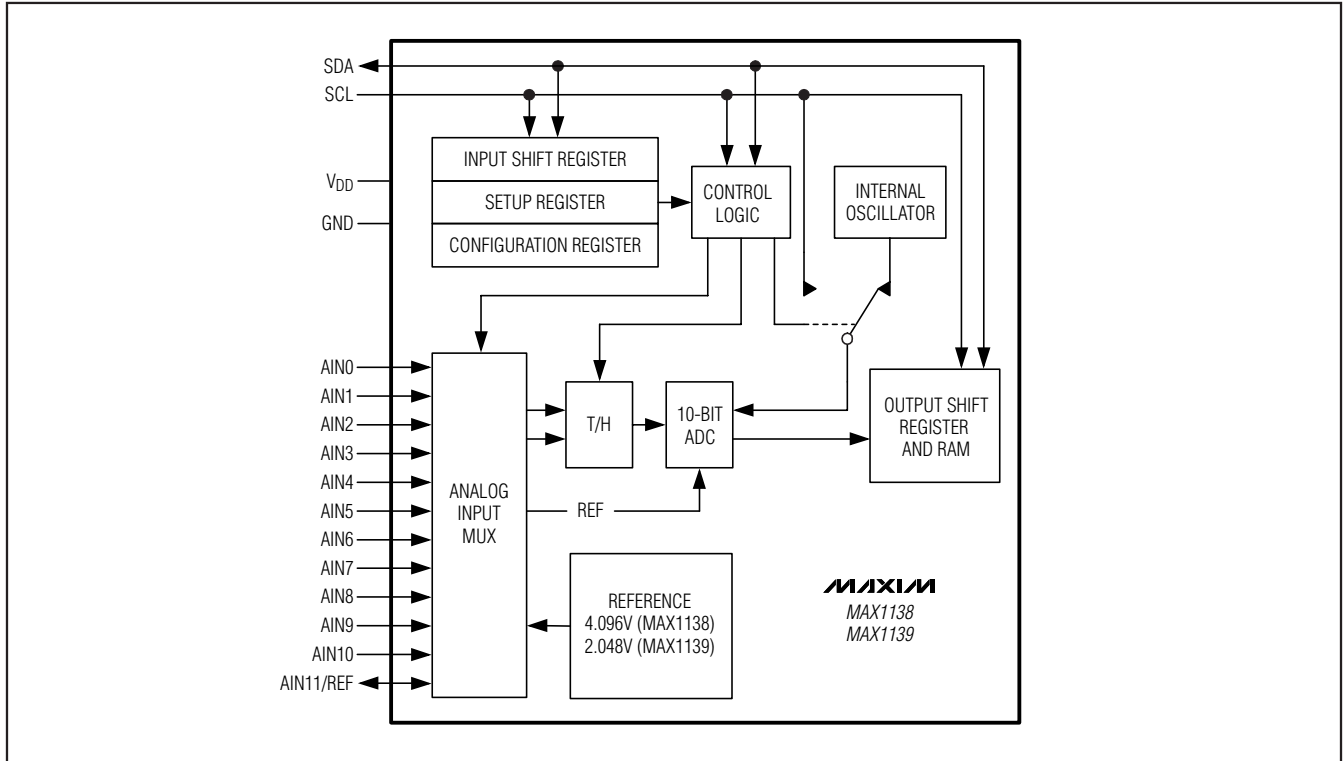 SDA
SCL
VDD
GND
INPUT SHIFT REGISTER
SETUP REGISTER
CONFIGURATION REGISTER
CONTROL
LOGIC
INTERNAL
OSCILLATOR
AIN0
AIN1
AIN2
AIN3
AIN4
AIN5
AIN6
AIN7
AIN8
AIN9
AIN10
AIN11/REF
ANALOG
INPUT
MUX
T/H
10-BIT
ADC
REF
OUTPUT SHIFT
REGISTER
AND RAM
REFERENCE
4.096V (MAX1138)
2.048V (MAX1139)
MAXIM
MAX1138
MAX1139